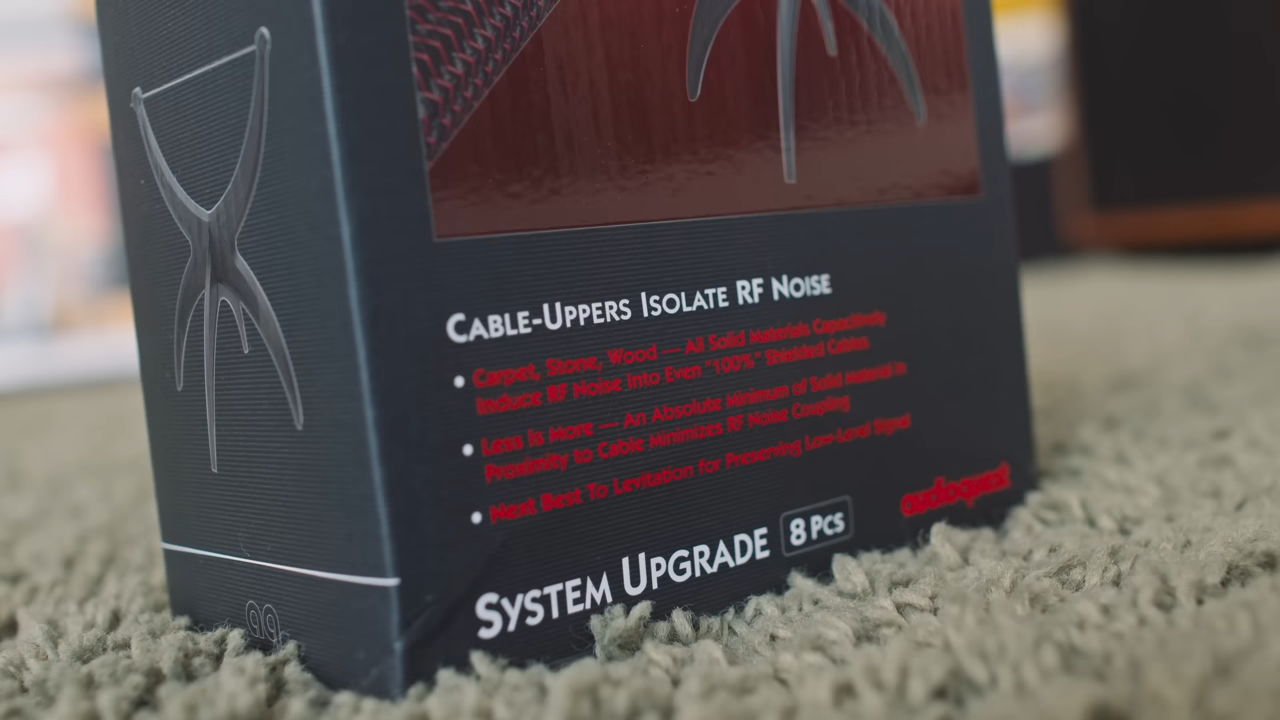 CABLE-UPPERS ISOLATE RF NOISE
• Carpet, Stone, Wood — All Solid Materials Capacitively
Induce RF Noise Into Even "100%" Shielded Cables
• Less Is More — An Absolute Minimum of Solid Material in
Proximity to Cable Minimizes RF Noise Coupling
• Next Best To Levitation for Preserving Low-Level Signal
audioquest
SYSTEM UPGRADE 8 PCS